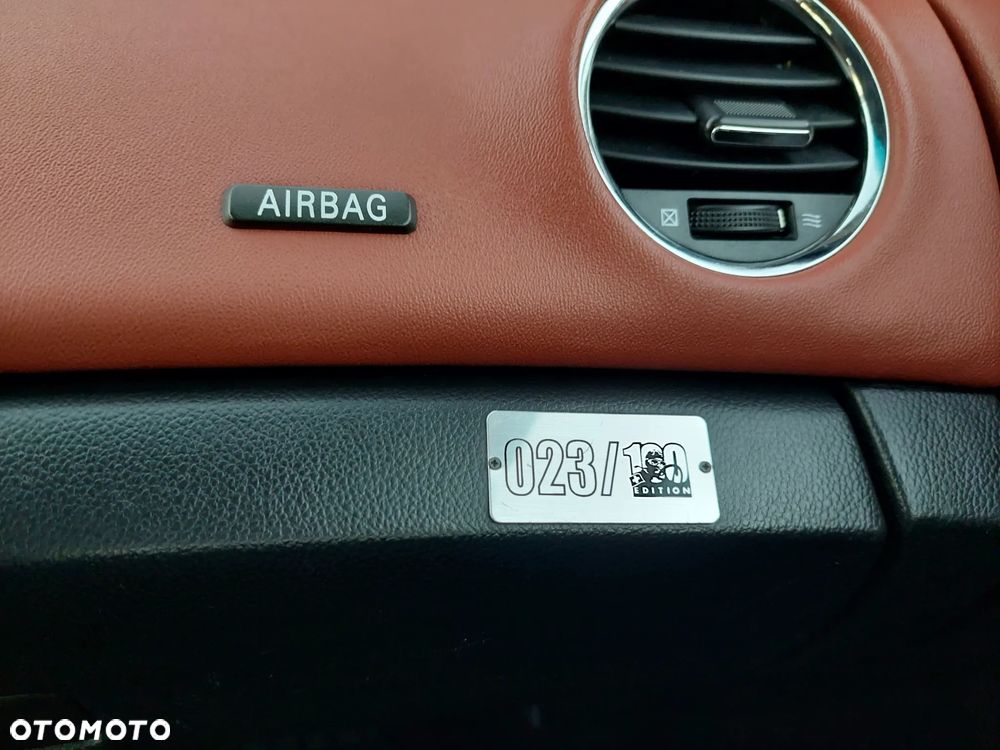 AIRBAG
023/100
EDITION
OTOMOTO